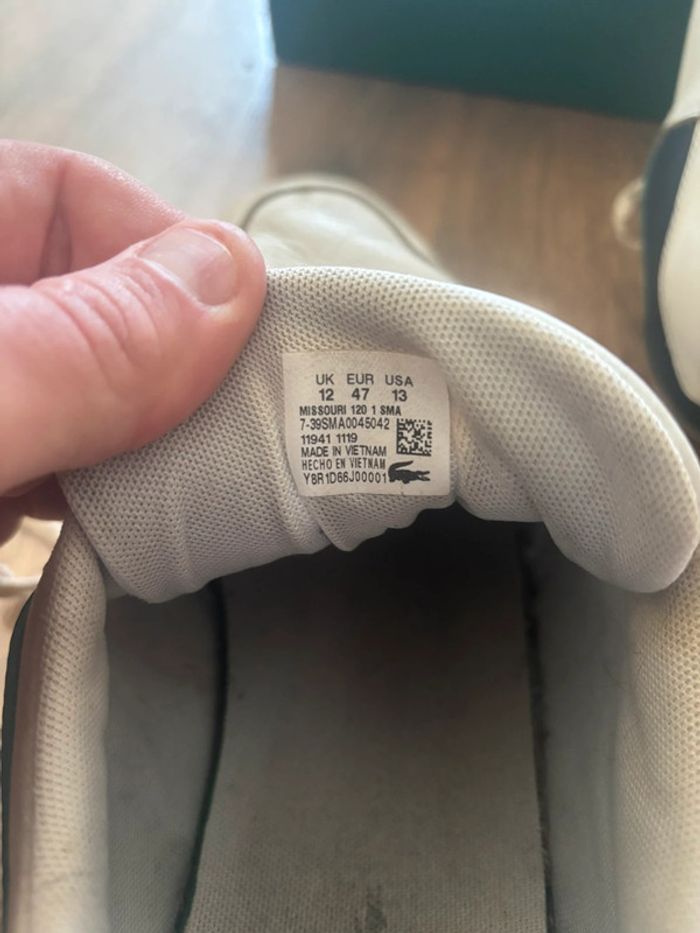 UK EUR USA
12 47 13
MISSOURI 120 1 SMA
7-39SMA0045042
11941 1119
MADE IN VIETNAM
HECHO EN VIETNAM
Y8R1D66J00001